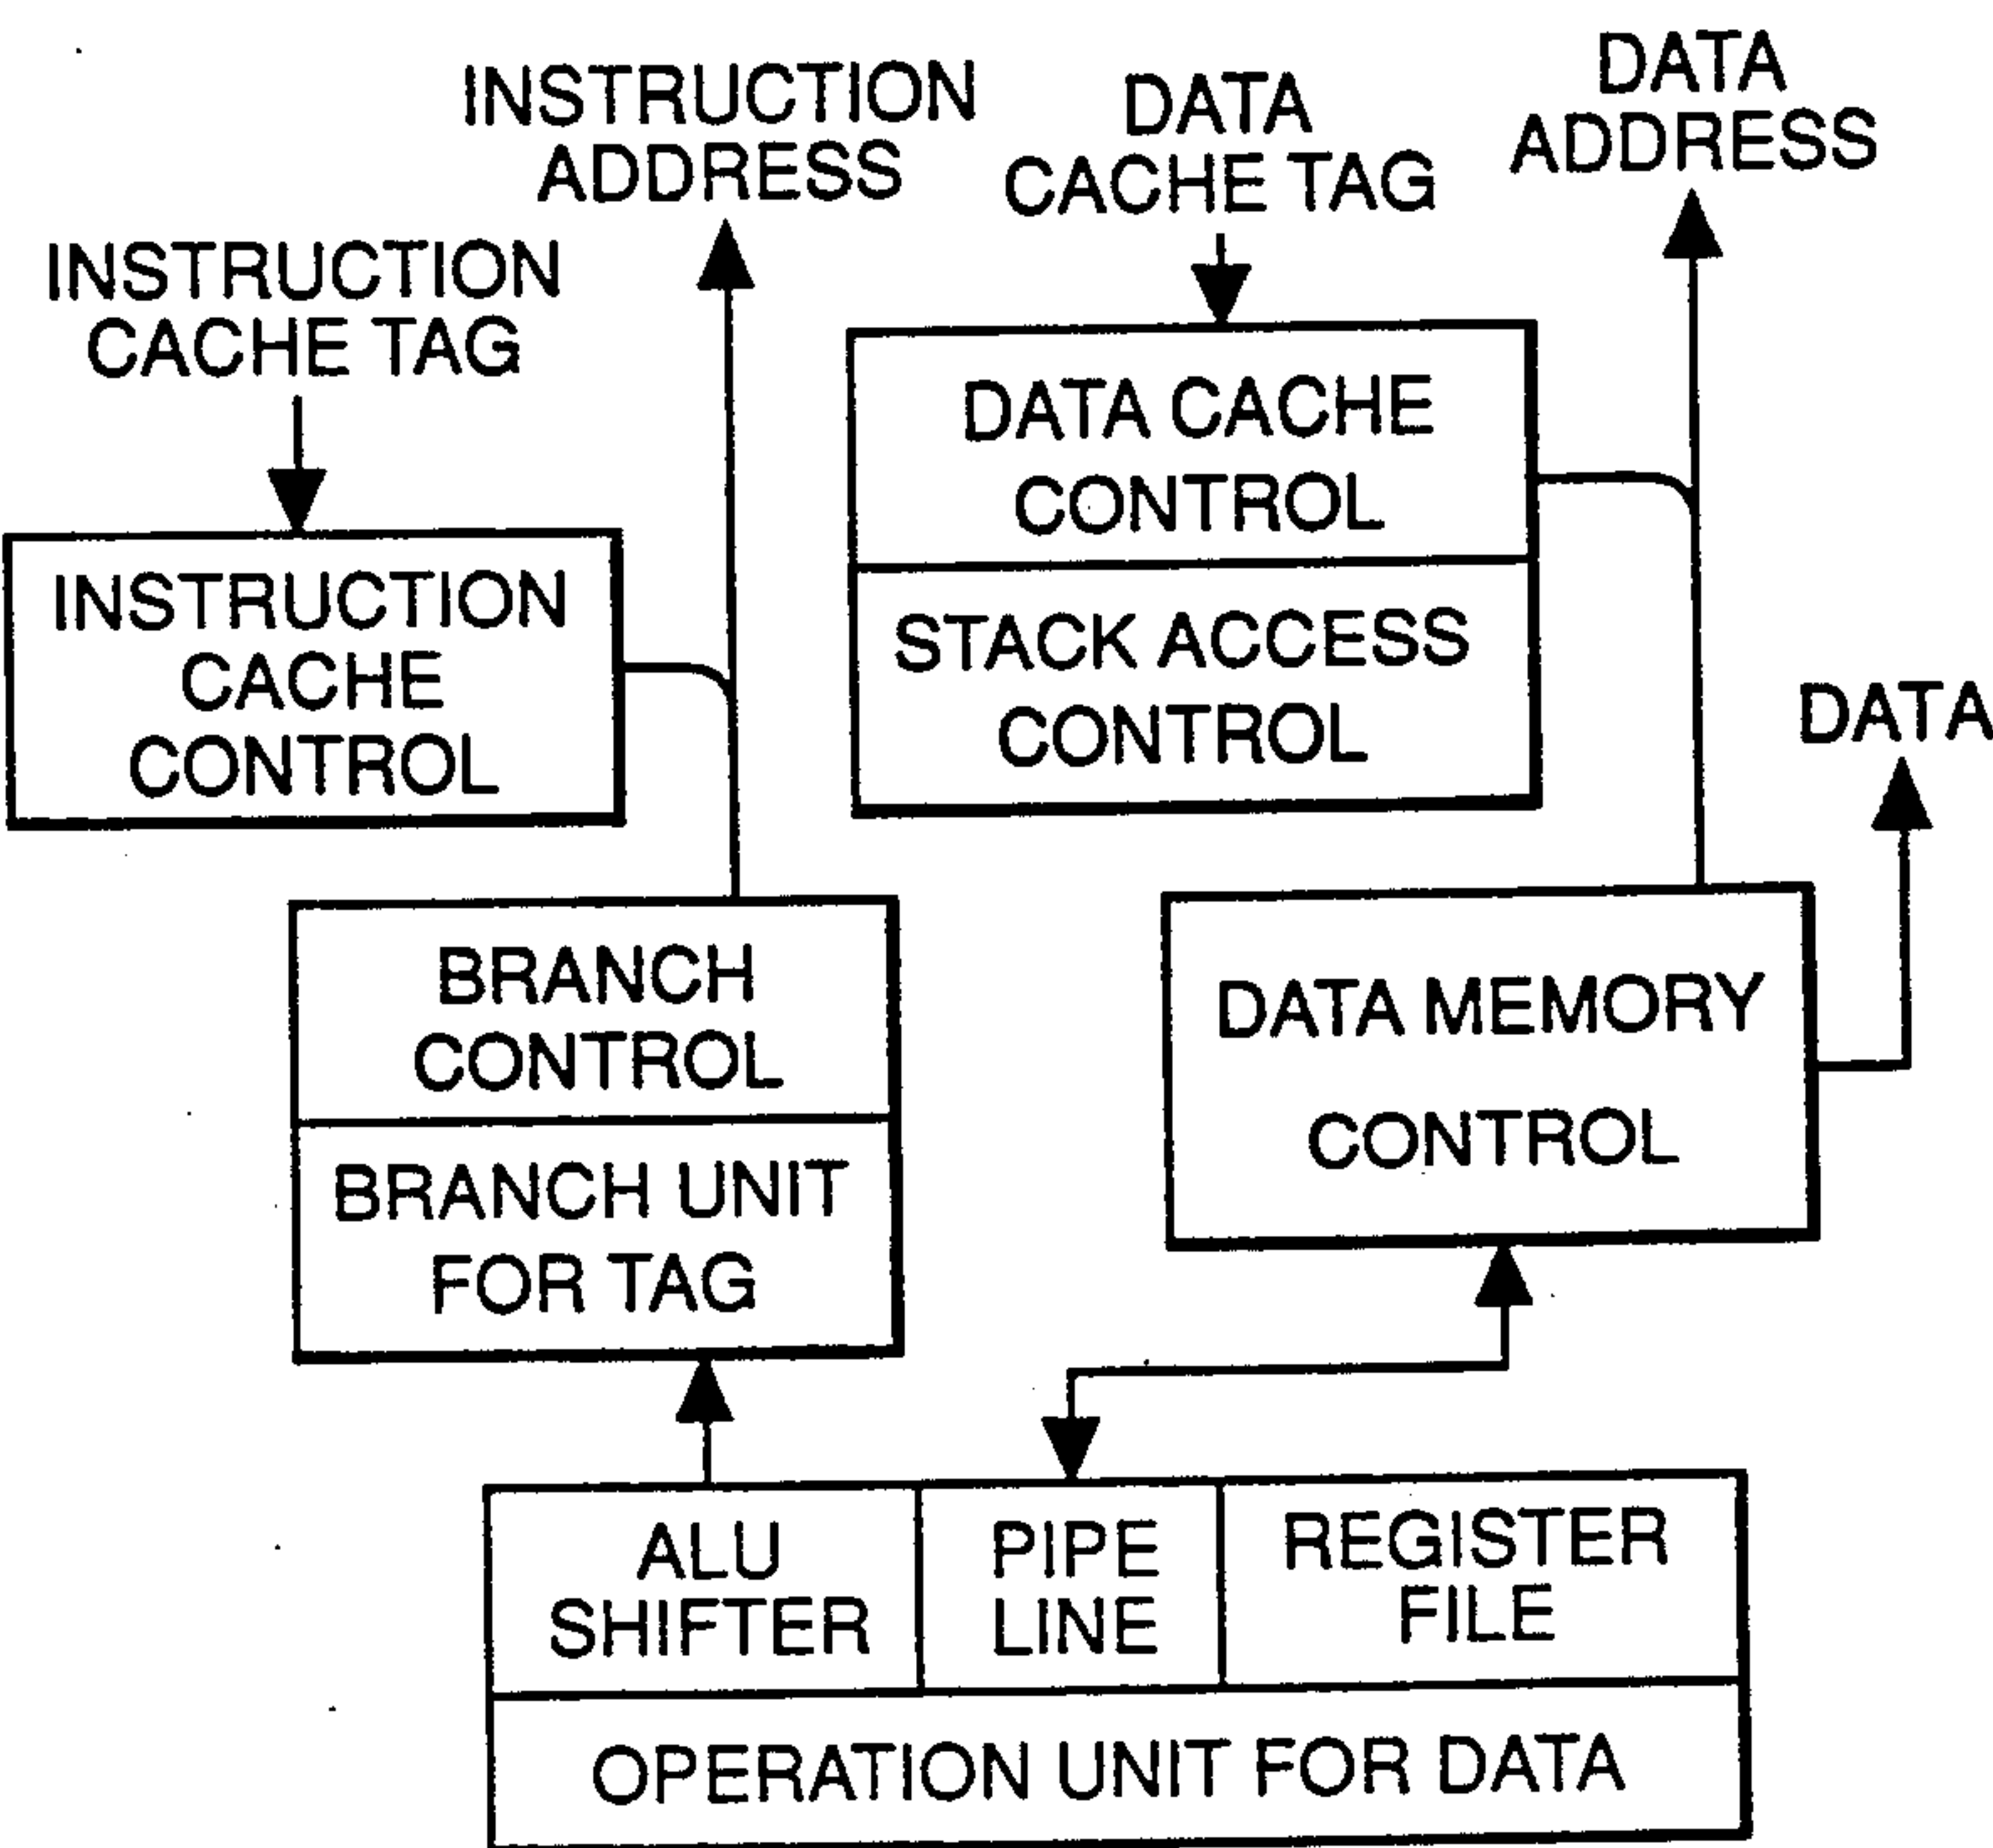 INSTRUCTION
ADDRESS
DATA
CACHE TAG
DATA
ADDRESS
INSTRUCTION
CACHE TAG
DATA CACHE
CONTROL
STACK ACCESS
CONTROL
INSTRUCTION
CACHE
CONTROL
DATA
BRANCH
CONTROL
BRANCH UNIT
FOR TAG
DATA MEMORY
CONTROL
ALU
SHIFTER
PIPE
LINE
REGISTER
FILE
OPERATION UNIT FOR DATA